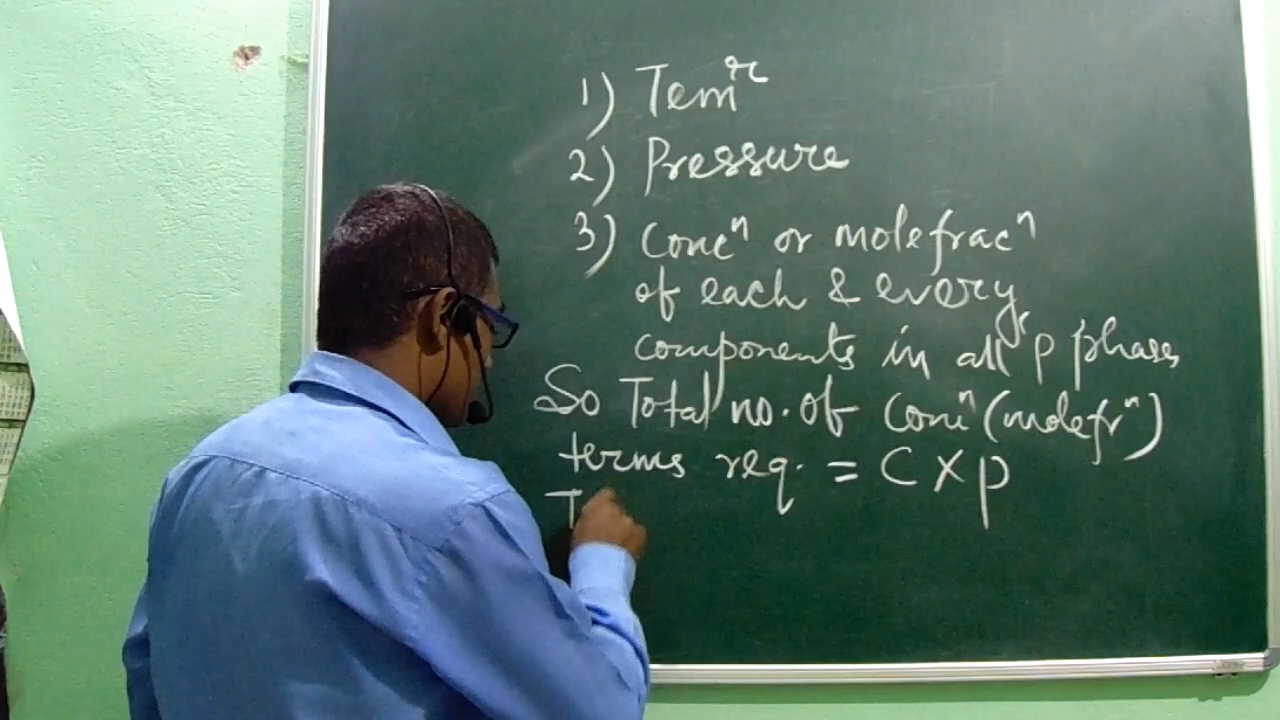 1) Temʳ
2) Pressure
3) Concⁿ or molefracⁿ
of each & every
components in all P phases
So Total no. of Concⁿ (molefrⁿ)
terms req. = C X P
T